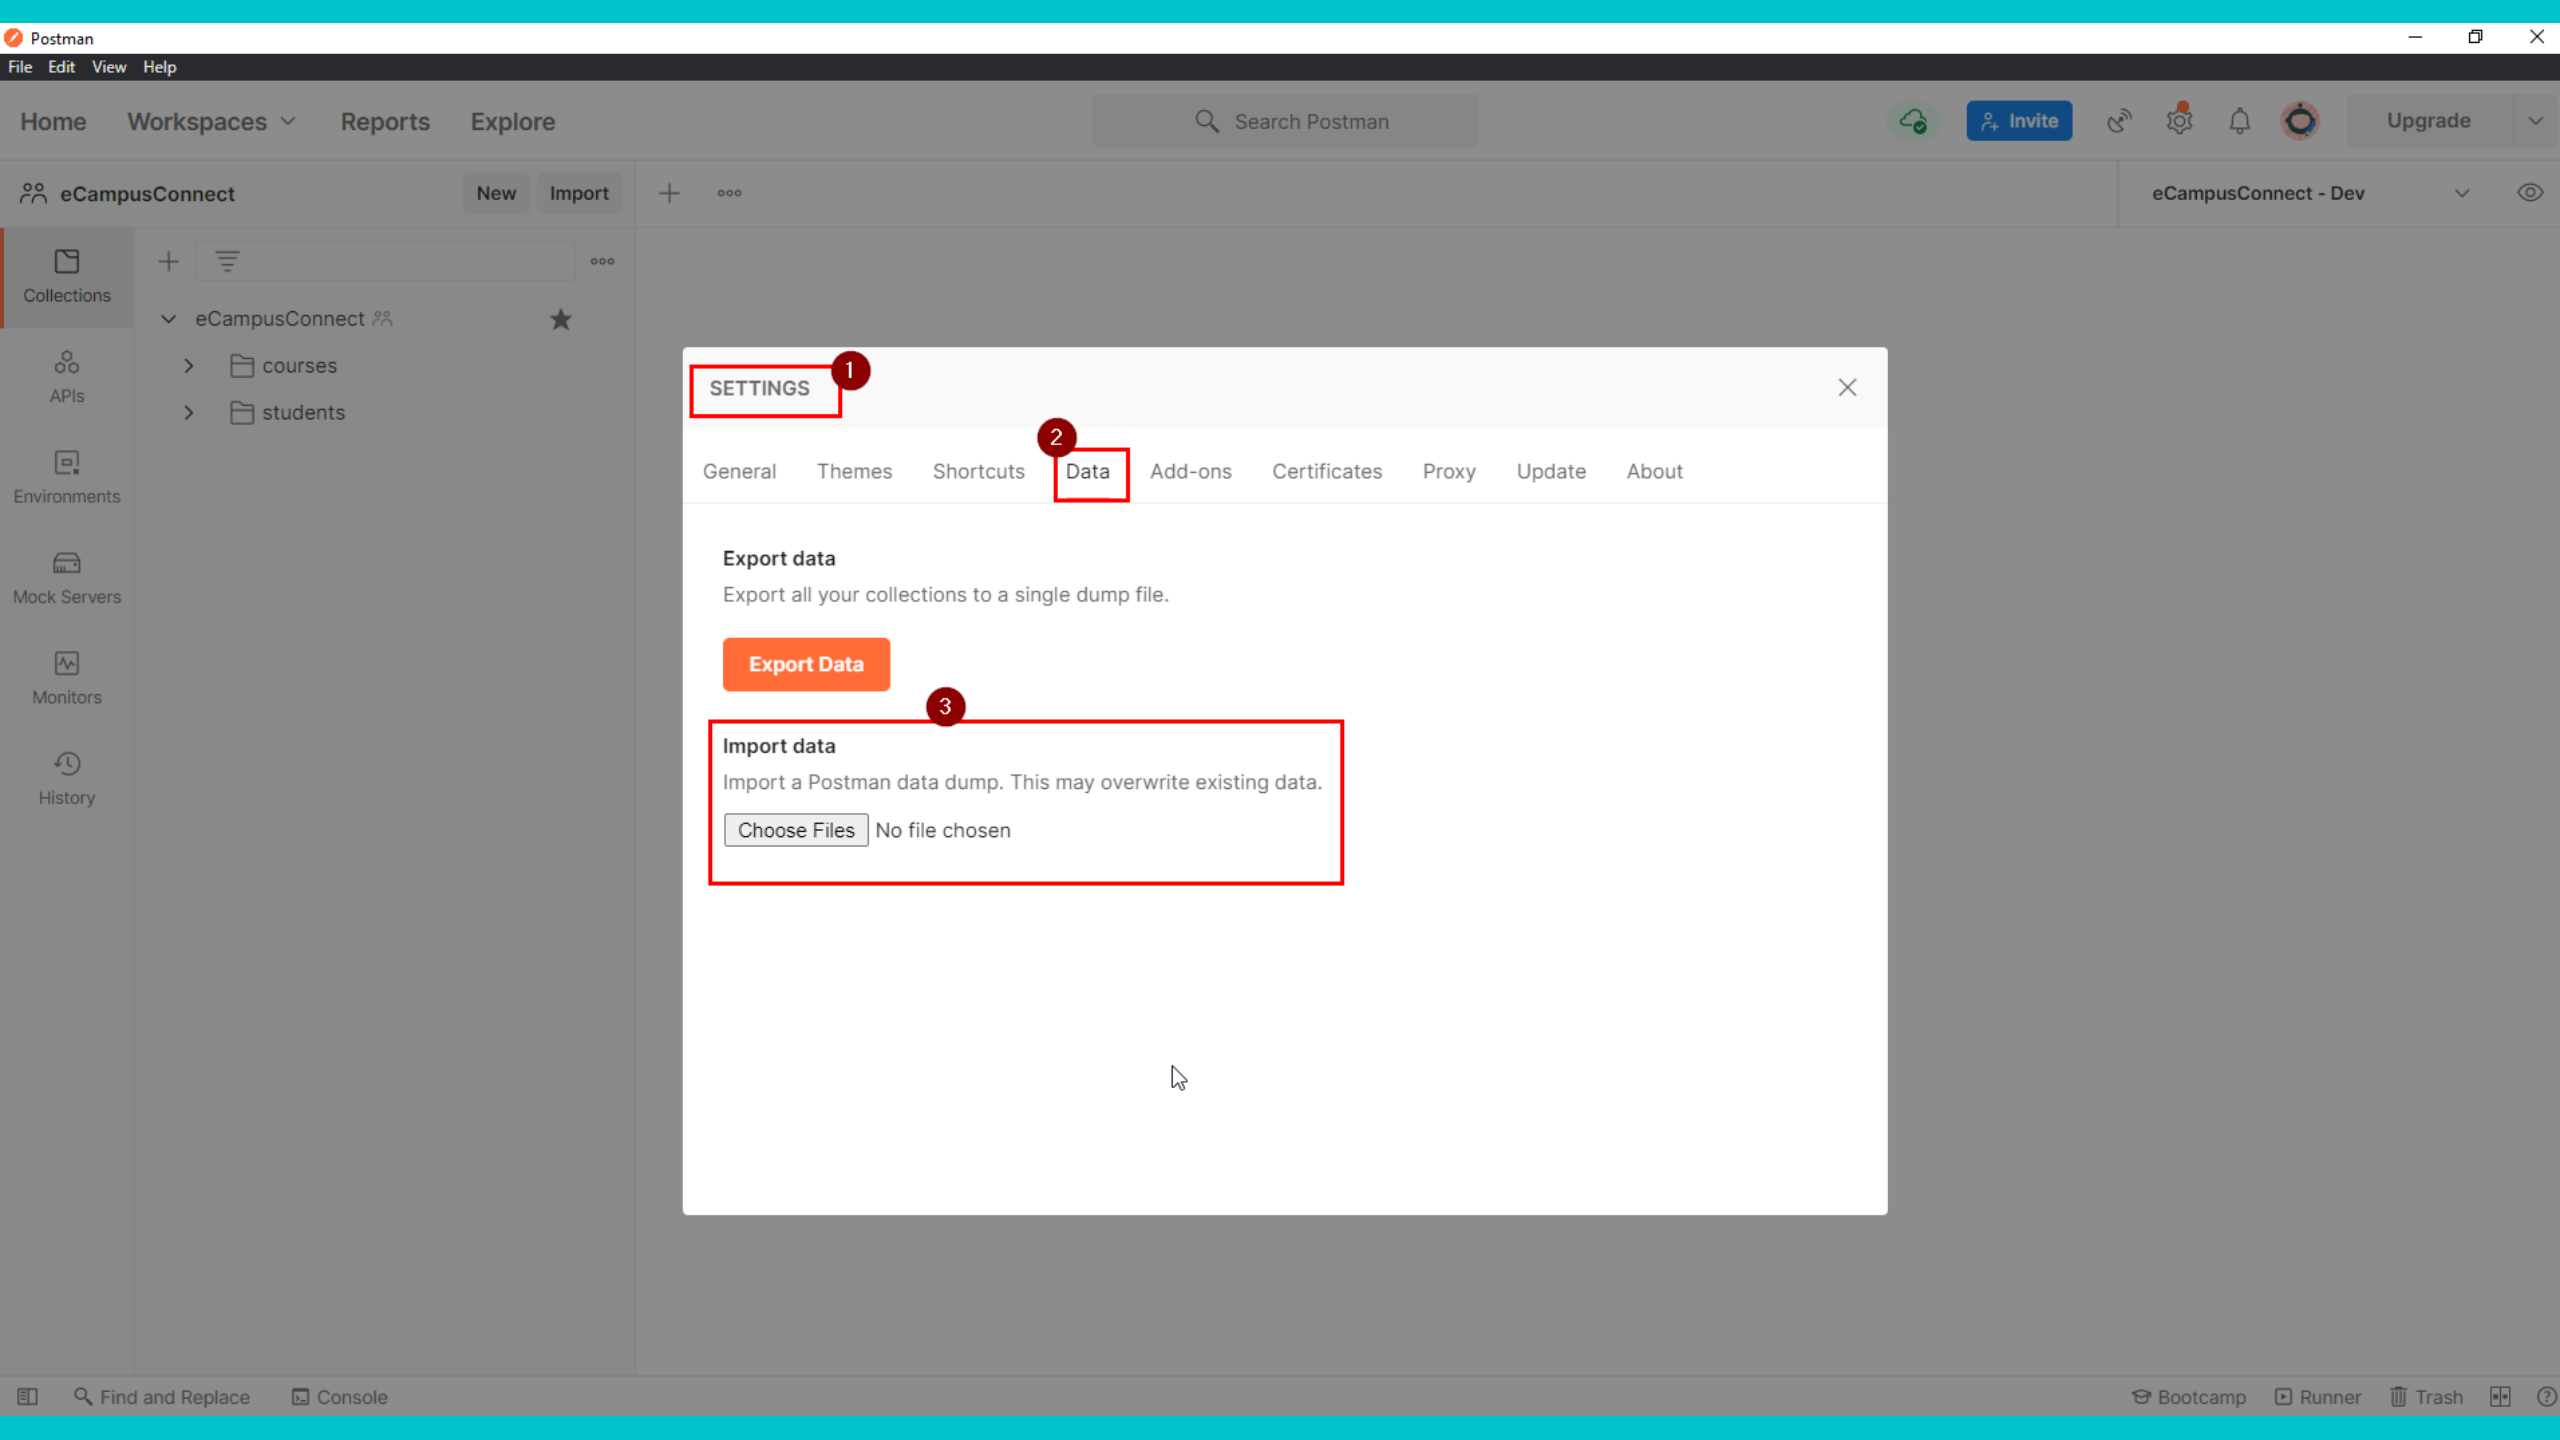 Postman
File Edit View Help
Home Workspaces Reports Explore Search Postman Invite Upgrade
eCampusConnect New Import eCampusConnect - Dev
Collections
eCampusConnect
courses
APIs
students
Environments
Mock Servers
Monitors
History
1
SETTINGS
2
General Themes Shortcuts Data Add-ons Certificates Proxy Update About
Export data
Export all your collections to a single dump file.
Export Data
3
Import data
Import a Postman data dump. This may overwrite existing data.
Choose Files No file chosen
Find and Replace Console Bootcamp Runner Trash